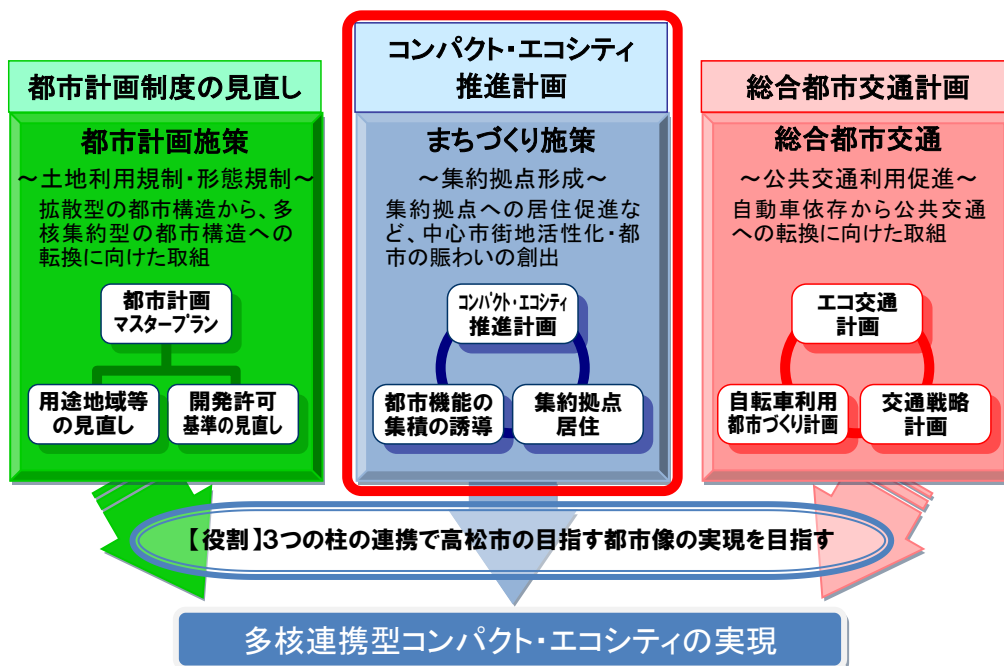 都市計画制度の見直し
都市計画施策
～土地利用規制・形態規制～
拡散型の都市構造から、多
核集約型の都市構造への
転換に向けた取組
都市計画
マスタープラン
用途地域等
の見直し
開発許可
基準の見直し
コンパクト・エコシティ
推進計画
まちづくり施策
～集約拠点形成～
集約拠点への居住促進な
ど、中心市街地活性化・都
市の賑わいの創出
コンパクト・エコシティ
推進計画
都市機能の
集積の誘導
集約拠点
居住
総合都市交通計画
総合都市交通
～公共交通利用促進～
自動車依存から公共交通
への転換に向けた取組
エコ交通
計画
自転車利用
都市づくり計画
交通戦略
計画
【役割】3つの柱の連携で高松市の目指す都市像の実現を目指す
多核連携型コンパクト・エコシティの実現